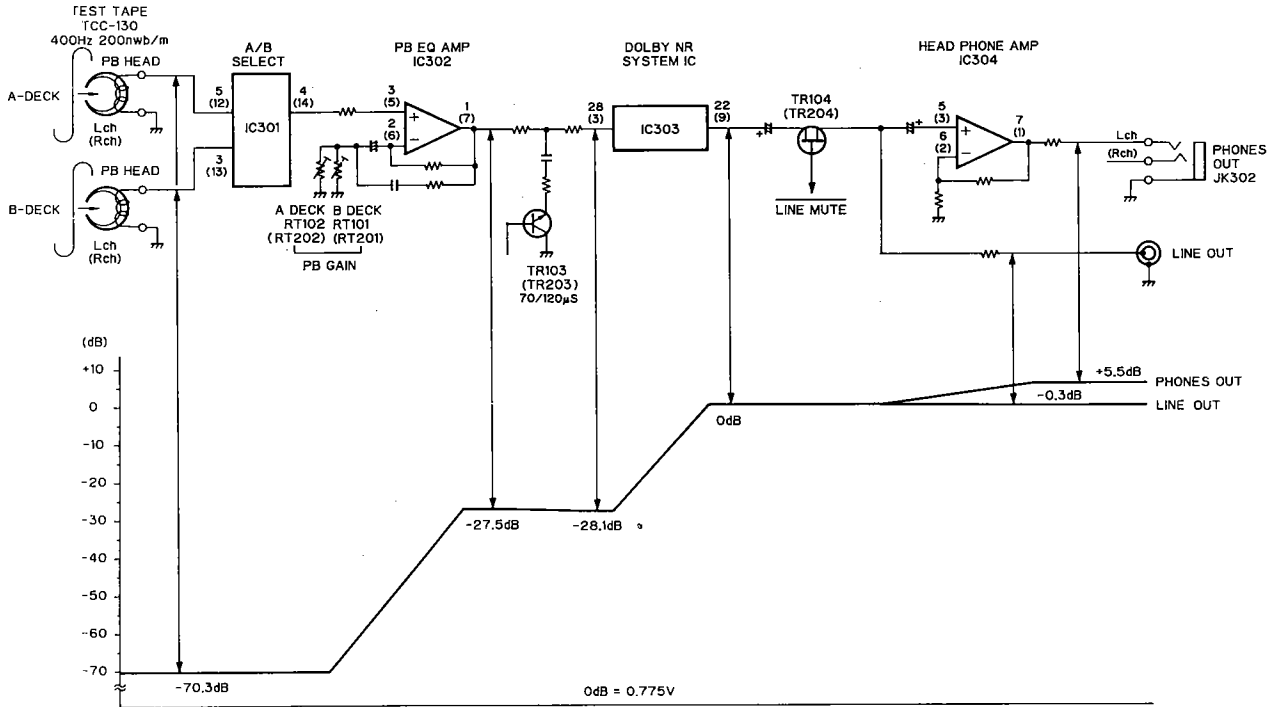 TEST TAPE
TCC-130
400Hz 200nwb/m
PB HEAD
A-DECK
Lch
(Rch)
PB HEAD
B-DECK
Lch
(Rch)
A/B
SELECT
5
(12)
4
(14)
IC301
3
(13)
PB EQ AMP
IC302
3
(5)
+
1
(7)
2
(6)
−
A DECK B DECK
RT102 RT101
(RT202) (RT201)
PB GAIN
TR103
(TR203)
70/120μS
DOLBY NR
SYSTEM IC
28
(3)
IC303
22
(9)
+
TR104
(TR204)
LINE MUTE
HEAD PHONE AMP
IC304
+
5
(3)
+
7
(1)
6
(2)
−
Lch
(Rch)
PHONES
OUT
JK302
LINE OUT
(dB)
+10
0
-10
-20
-30
-40
-50
-60
-70
-70.3dB
-27.5dB
-28.1dB
0dB
+5.5dB
PHONES OUT
-0.3dB
LINE OUT
0dB = 0.775V